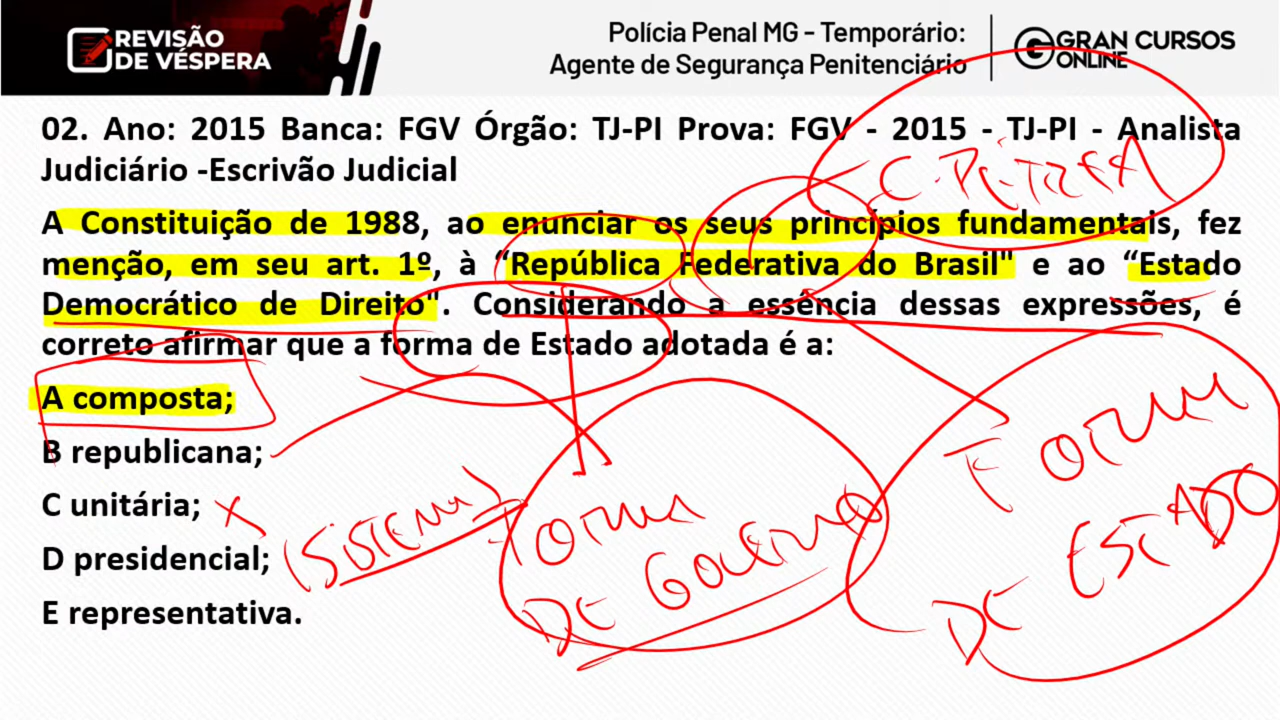 REVISÃO
DE VÉSPERA
Polícia Penal MG - Temporário:
Agente de Segurança Penitenciário
GRAN CURSOS
ONLINE
02. Ano: 2015 Banca: FGV Órgão: TJ-PI Prova: FGV - 2015 - TJ-PI - Analista
Judiciário -Escrivão Judicial
C. PÉTREA
A Constituição de 1988, ao enunciar os seus princípios fundamentais, fez
menção, em seu art. 1º, à “República Federativa do Brasil" e ao “Estado
Democrático de Direito". Considerando a essência dessas expressões, é
correto afirmar que a forma de Estado adotada é a:
A composta;
B republicana;
C unitária; X
D presidencial;
E representativa.
(SISTEMA)
FORMA
DE GOVERNO
FORMA
DE ESTADO